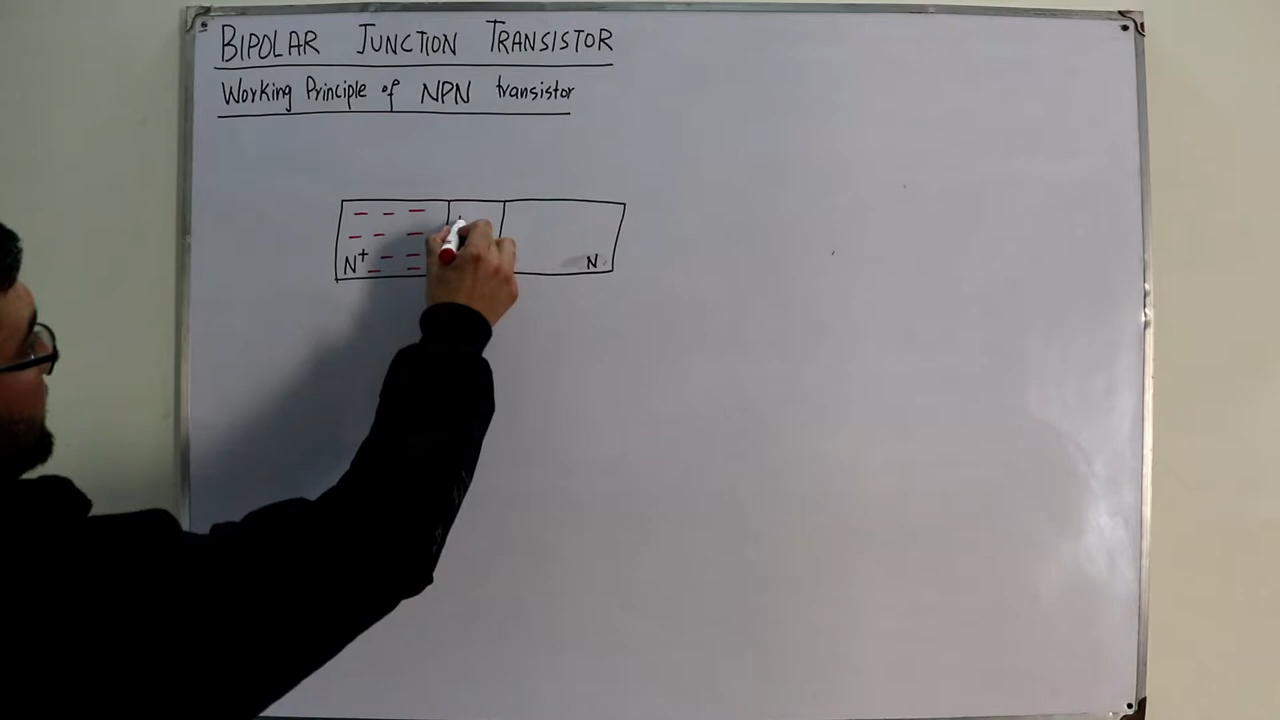 BIPOLAR JUNCTION TRANSISTOR
Working Principle of NPN transistor
N+ N